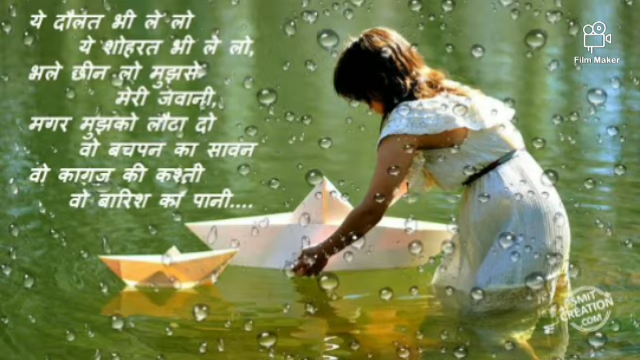 ये दौलत भी ले लो
ये शोहरत भी ले लो,
भले छीन लो मुझसे
मेरी जवानी,
मगर मुझको लौटा दो
वो बचपन का सावन
वो कागज की कश्ती
वो बारिश का पानी....
Film Maker
SMIT
CREATION
.COM